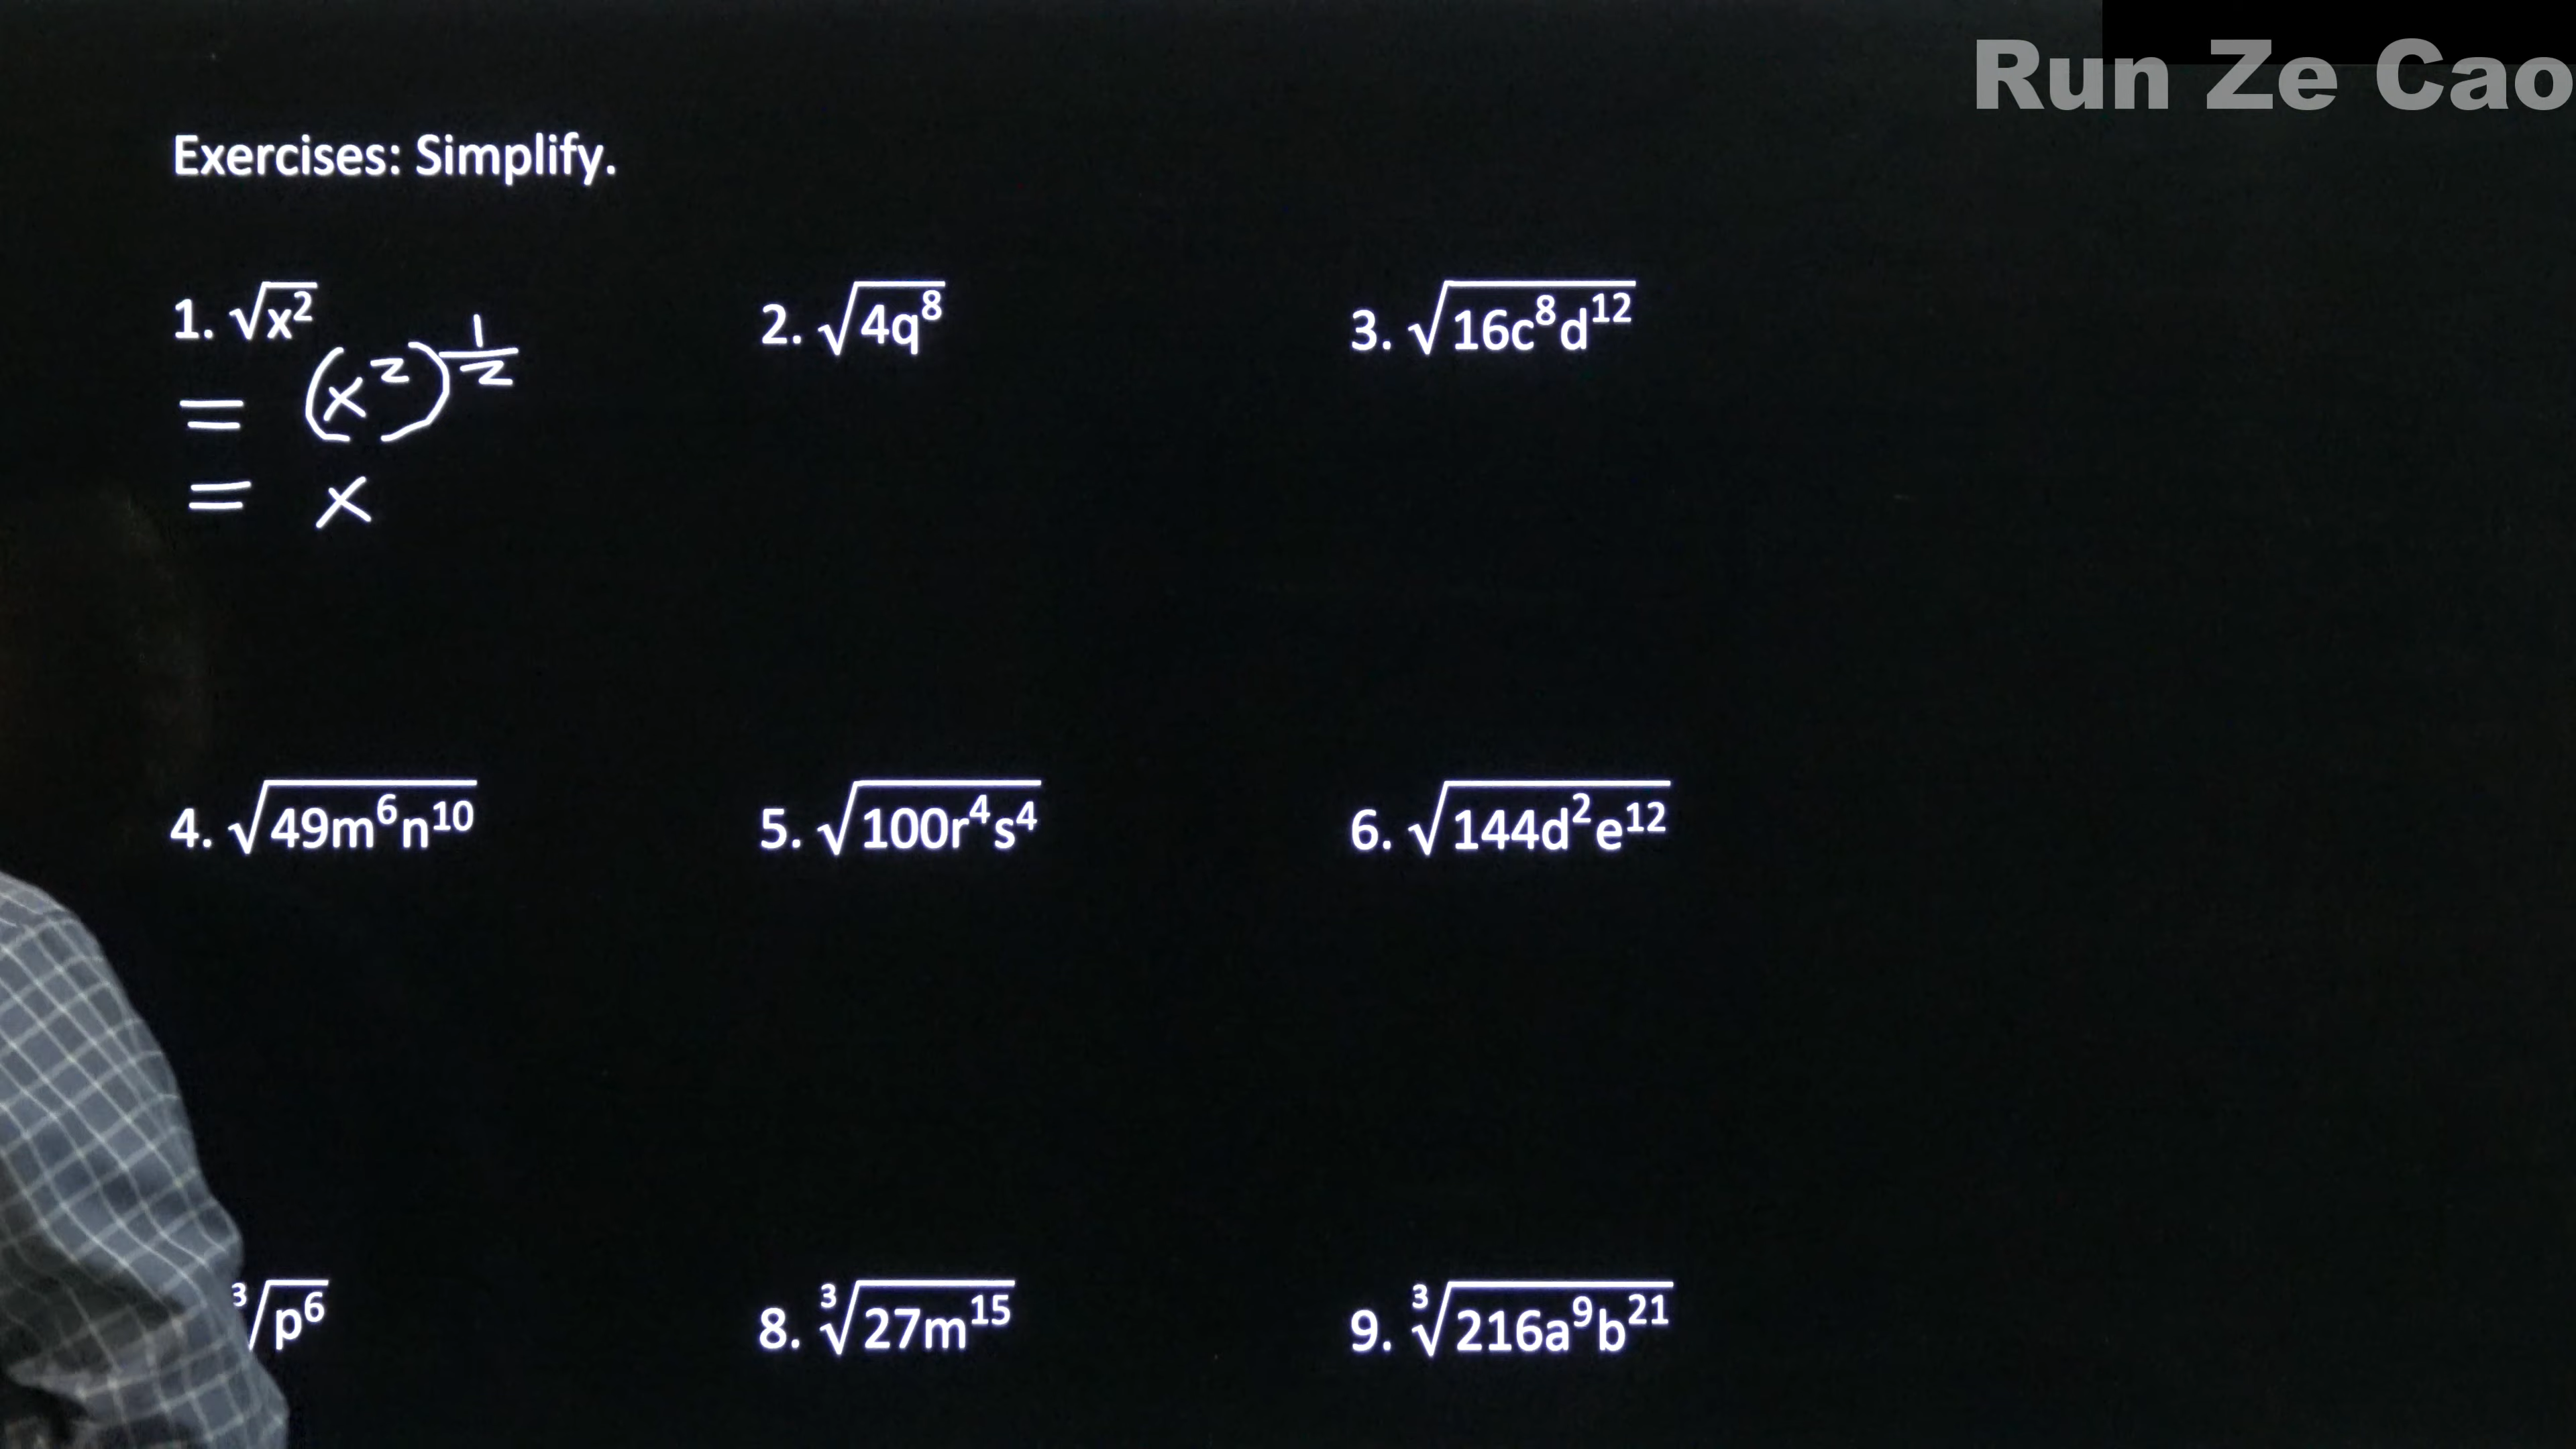 Run Ze Cao
Exercises: Simplify.
1. √x²
= (x²)^(1/2)
= x
2. √4q⁸
3. √16c⁸d¹²
4. √49m⁶n¹⁰
5. √100r⁴s⁴
6. √144d²e¹²
³√p⁶
8. ³√27m¹⁵
9. ³√216a⁹b²¹